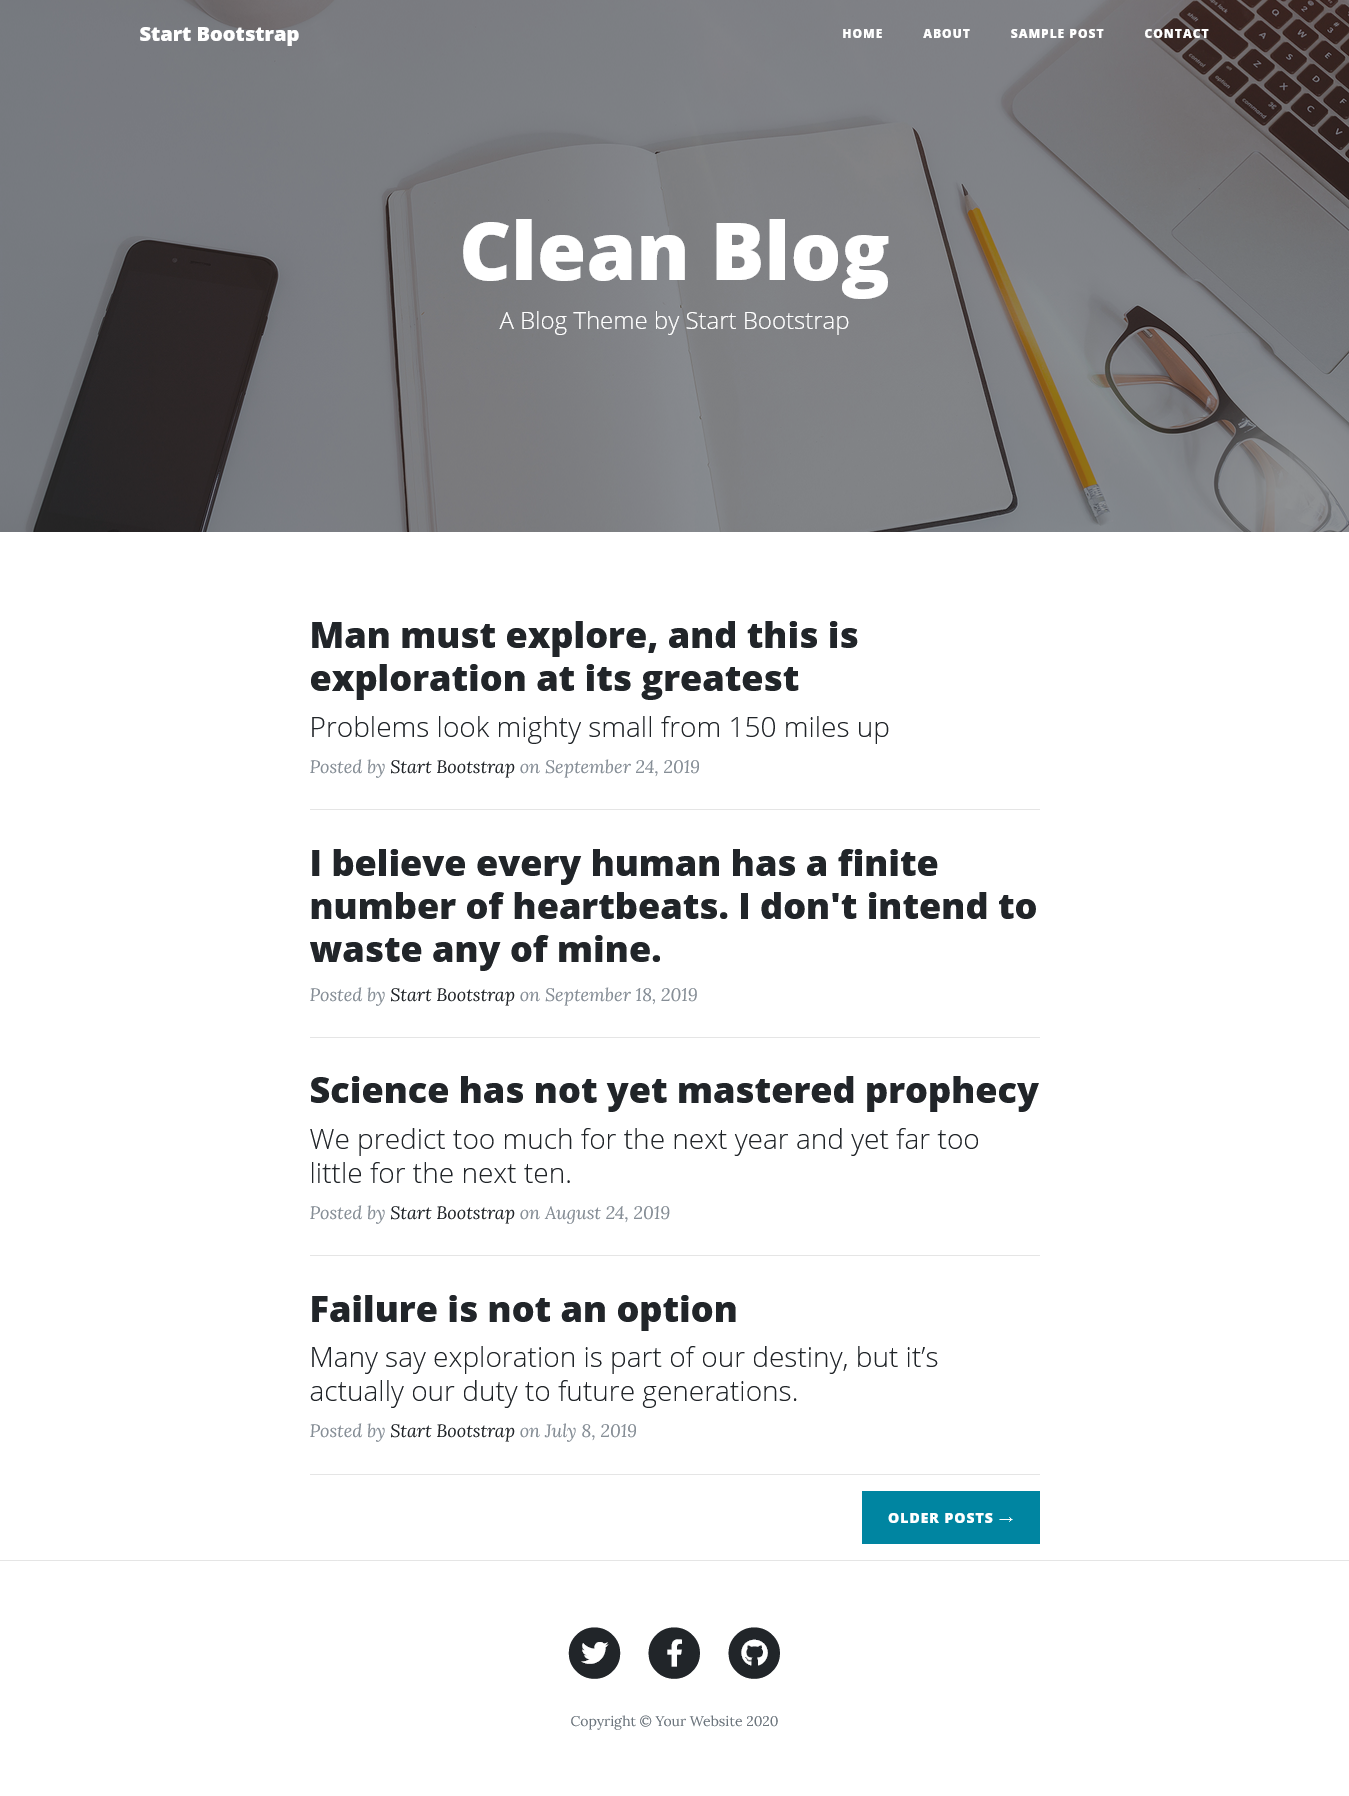 Start Bootstrap
HOME ABOUT SAMPLE POST CONTACT
Clean Blog
A Blog Theme by Start Bootstrap
Man must explore, and this is
exploration at its greatest
Problems look mighty small from 150 miles up
Posted by Start Bootstrap on September 24, 2019
I believe every human has a finite
number of heartbeats. I don't intend to
waste any of mine.
Posted by Start Bootstrap on September 18, 2019
Science has not yet mastered prophecy
We predict too much for the next year and yet far too
little for the next ten.
Posted by Start Bootstrap on August 24, 2019
Failure is not an option
Many say exploration is part of our destiny, but it’s
actually our duty to future generations.
Posted by Start Bootstrap on July 8, 2019
OLDER POSTS →
Copyright © Your Website 2020